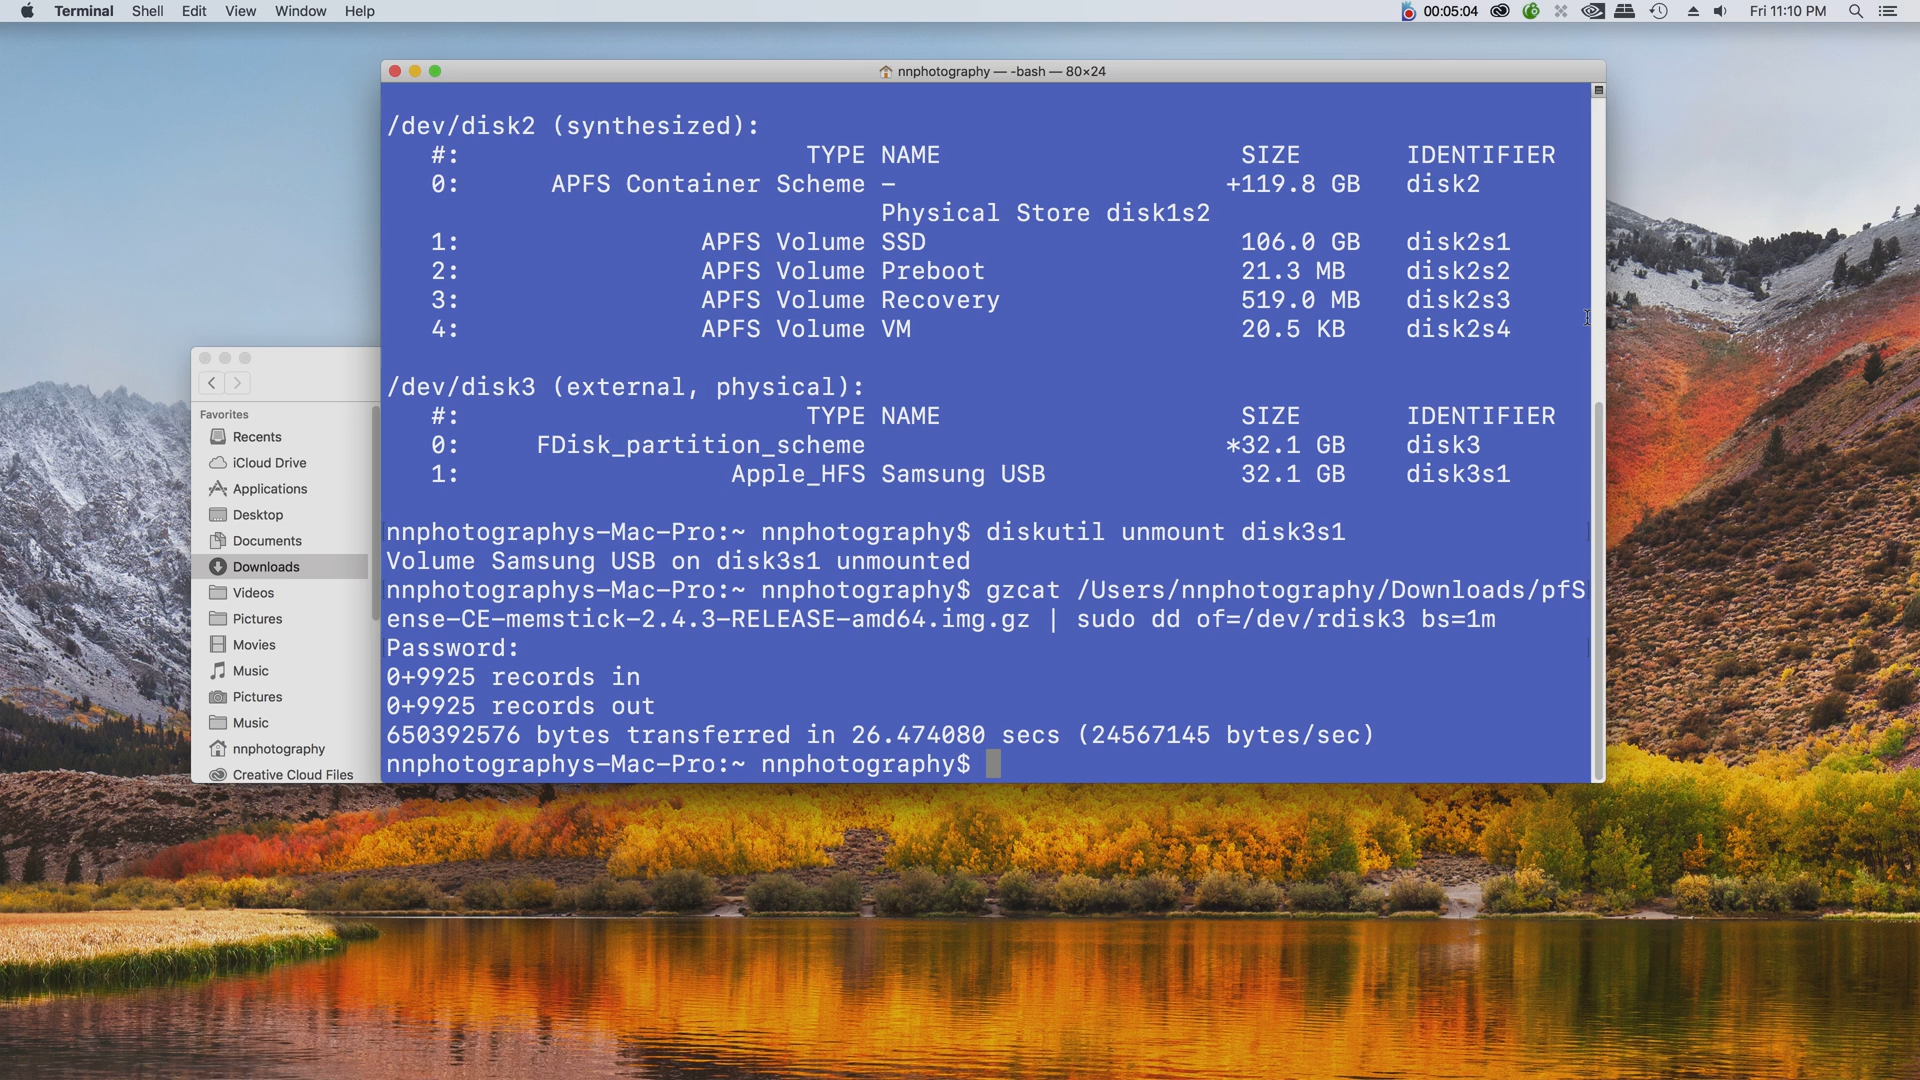 Terminal Shell Edit View Window Help 00:05:04 Fri 11:10 PM
nnphotography — -bash — 80×24
/dev/disk2 (synthesized):
#: TYPE NAME SIZE IDENTIFIER
0: APFS Container Scheme - +119.8 GB disk2
Physical Store disk1s2
1: APFS Volume SSD 106.0 GB disk2s1
2: APFS Volume Preboot 21.3 MB disk2s2
3: APFS Volume Recovery 519.0 MB disk2s3
4: APFS Volume VM 20.5 KB disk2s4
/dev/disk3 (external, physical):
#: TYPE NAME SIZE IDENTIFIER
0: FDisk_partition_scheme *32.1 GB disk3
1: Apple_HFS Samsung USB 32.1 GB disk3s1
nnphotographys-Mac-Pro:~ nnphotography$ diskutil unmount disk3s1
Volume Samsung USB on disk3s1 unmounted
nnphotographys-Mac-Pro:~ nnphotography$ gzcat /Users/nnphotography/Downloads/pfS
ense-CE-memstick-2.4.3-RELEASE-amd64.img.gz | sudo dd of=/dev/rdisk3 bs=1m
Password:
0+9925 records in
0+9925 records out
650392576 bytes transferred in 26.474080 secs (24567145 bytes/sec)
nnphotographys-Mac-Pro:~ nnphotography$
Favorites
Recents
iCloud Drive
Applications
Desktop
Documents
Downloads
Videos
Pictures
Movies
Music
Pictures
Music
nnphotography
Creative Cloud Files